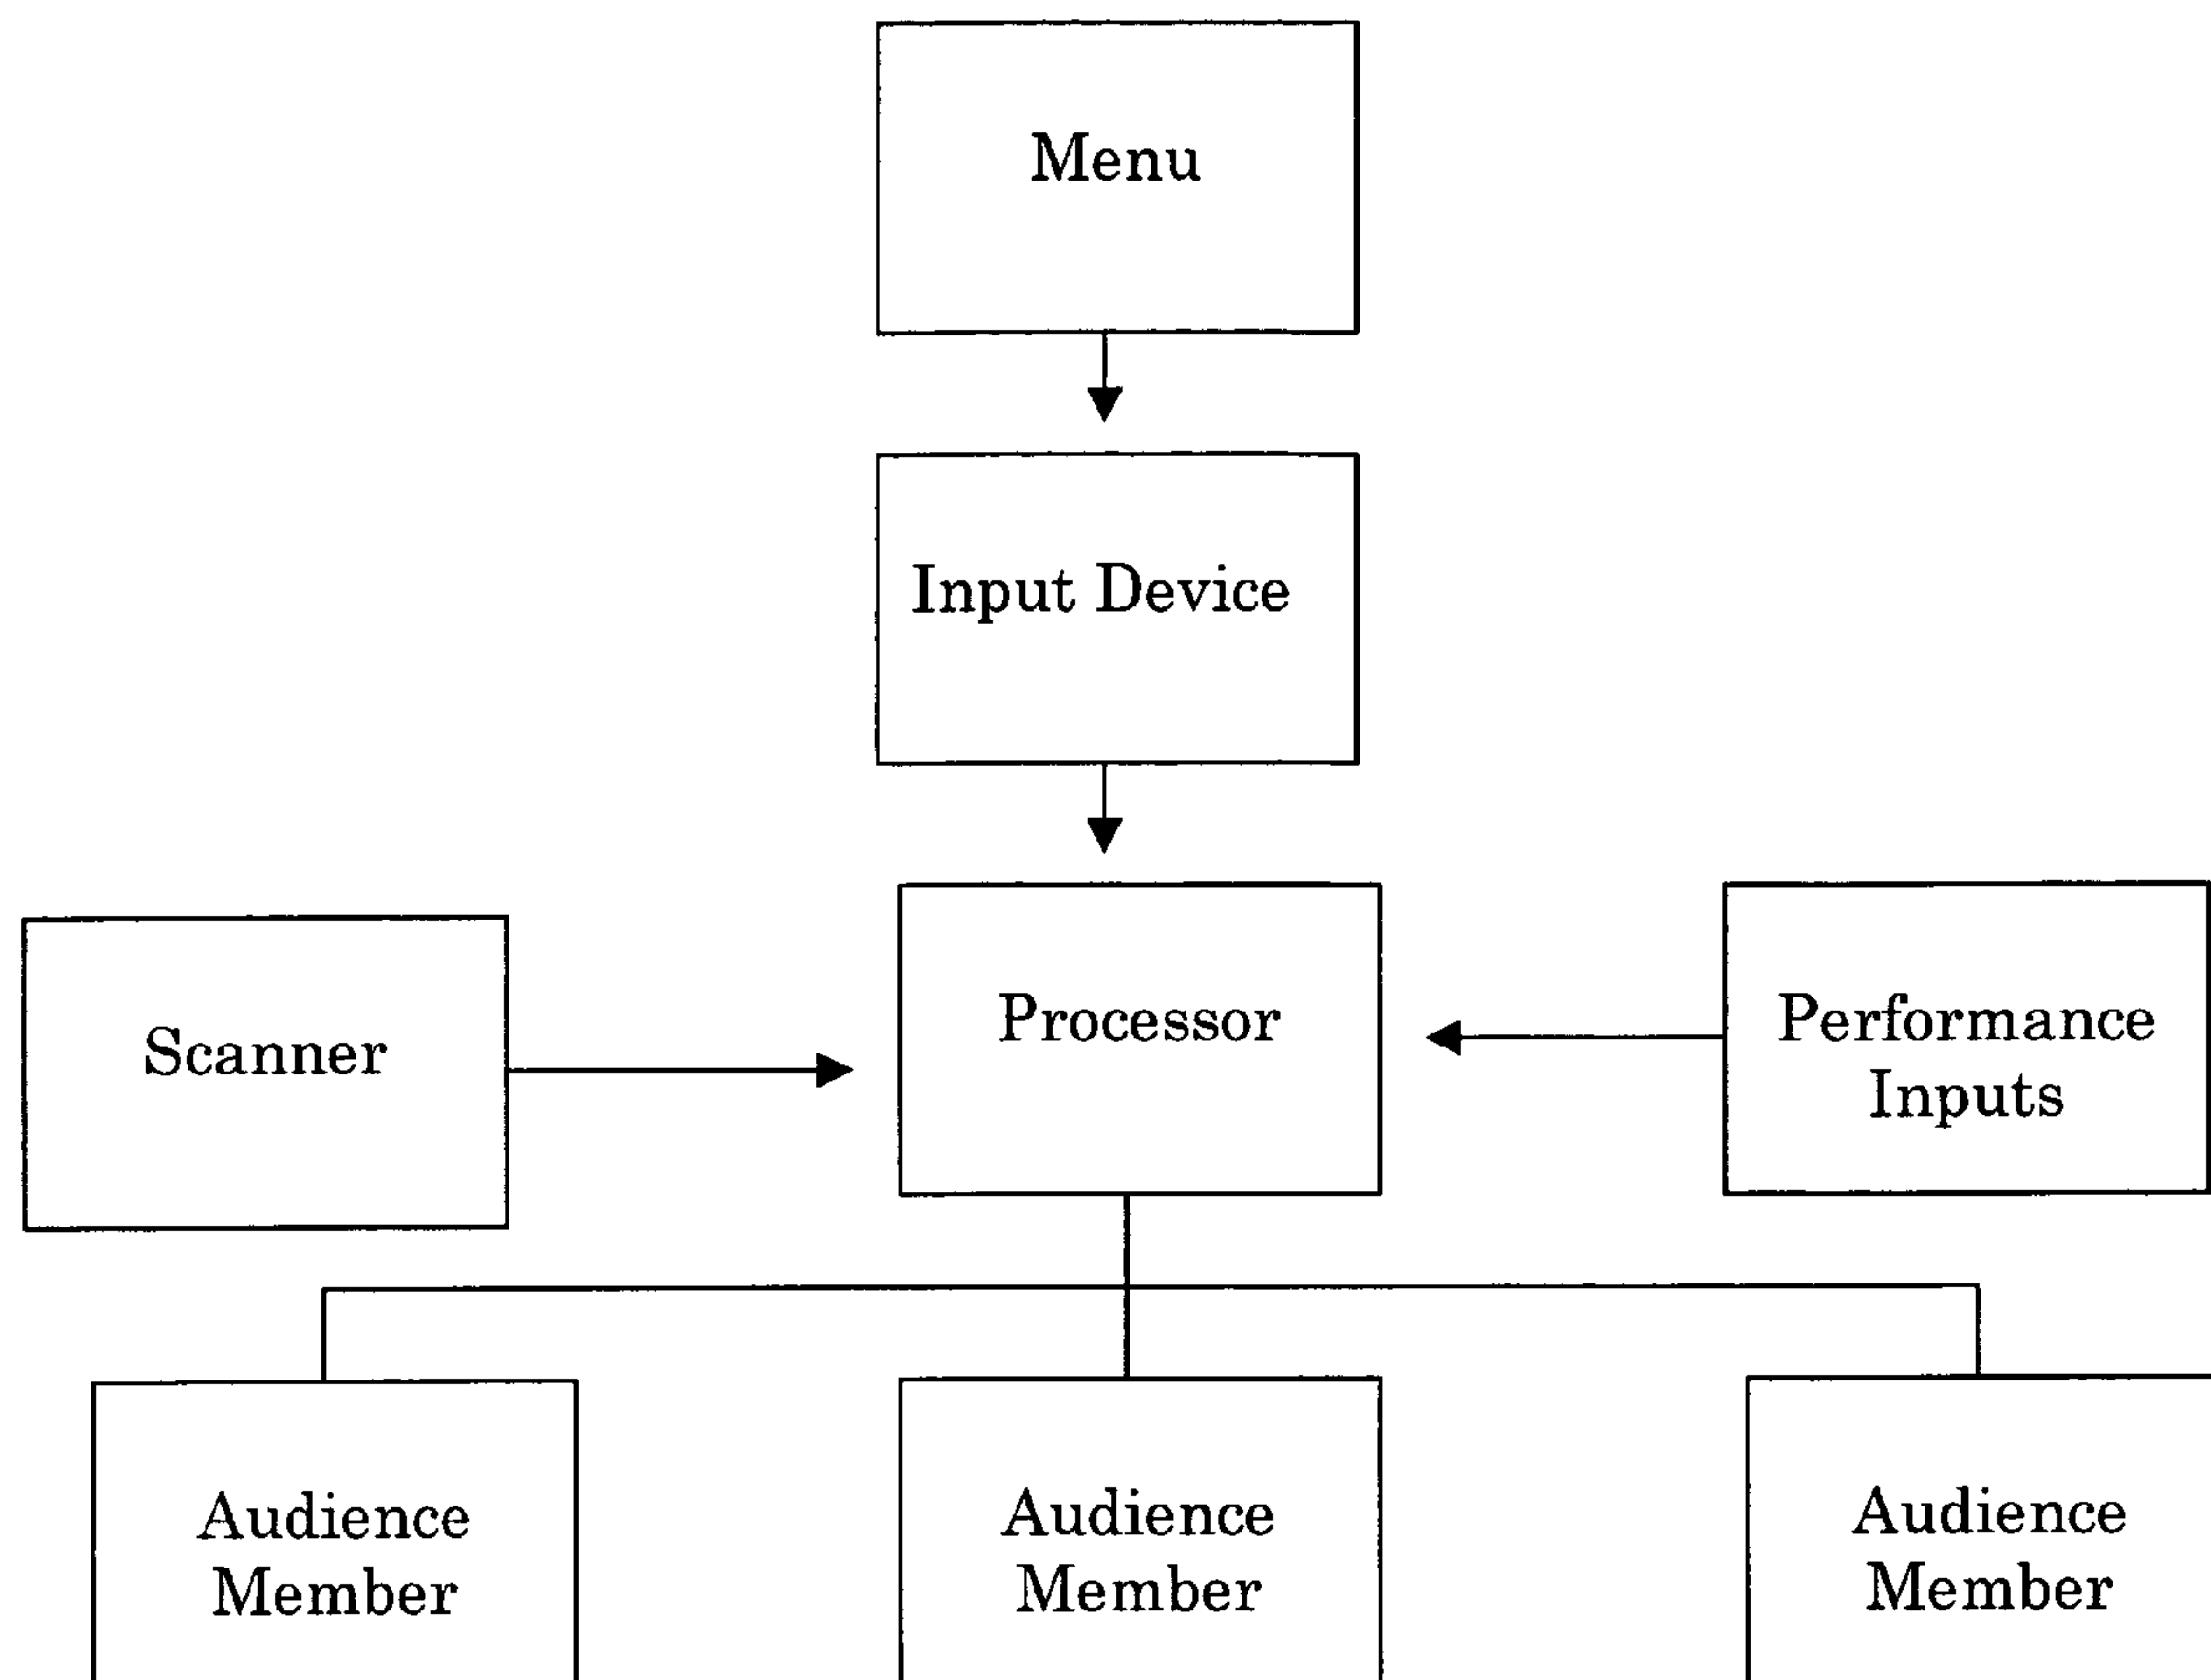 Menu
Input Device
Scanner
Processor
Performance
Inputs
Audience
Member
Audience
Member
Audience
Member